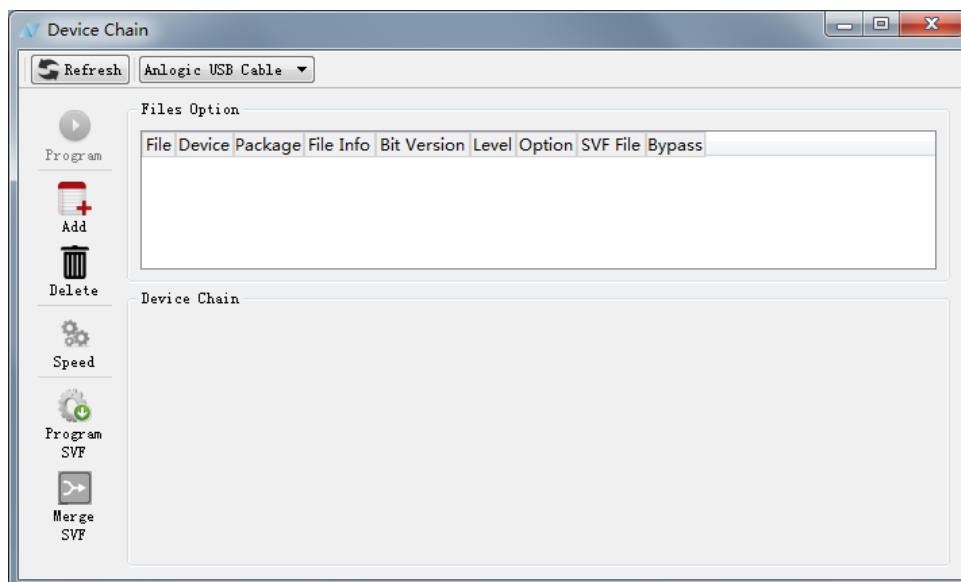 Device Chain
Refresh Anlogic USB Cable
Files Option
File Device Package File Info Bit Version Level Option SVF File Bypass
Program
Add
Delete
Device Chain
Speed
Program
SVF
Merge
SVF